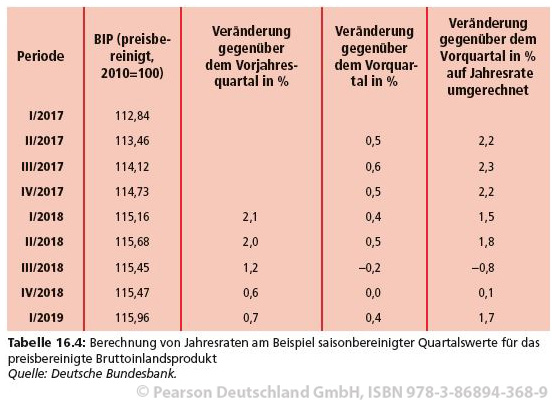 Periode | BIP (preisbe-reinigt, 2010=100) | Veränderung gegenüber dem Vorjahres-quartal in % | Veränderung gegenüber dem Vorquar-tal in % | Veränderung gegenüber dem Vorquartal in % auf Jahresrate umgerechnet
I/2017 | 112,84 | | |
II/2017 | 113,46 | | 0,5 | 2,2
III/2017 | 114,12 | | 0,6 | 2,3
IV/2017 | 114,73 | | 0,5 | 2,2
I/2018 | 115,16 | 2,1 | 0,4 | 1,5
II/2018 | 115,68 | 2,0 | 0,5 | 1,8
III/2018 | 115,45 | 1,2 | –0,2 | –0,8
IV/2018 | 115,47 | 0,6 | 0,0 | 0,1
I/2019 | 115,96 | 0,7 | 0,4 | 1,7
Tabelle 16.4: Berechnung von Jahresraten am Beispiel saisonbereinigter Quartalswerte für das
preisbereinigte Bruttoinlandsprodukt
Quelle: Deutsche Bundesbank.
© Pearson Deutschland GmbH, ISBN 978-3-86894-368-9